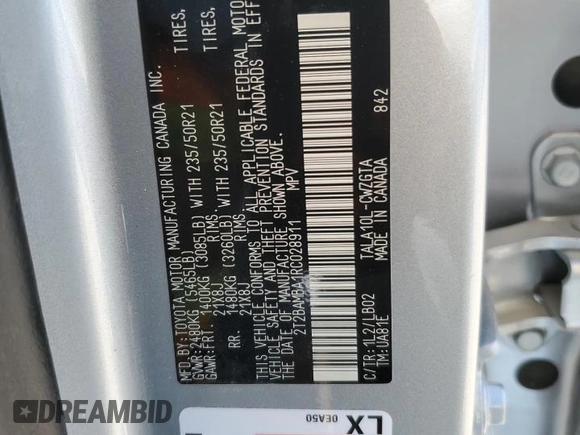 MFD.BY:TOYOTA MOTOR MANUFACTURING CANADA INC.
GVWR:2480KG (5465LB)
GAWR:FRT. 1400KG (3085LB) WITH 235/50R21 TIRES,
21X8J RIMS,
RR. 1480KG (3260LB) WITH 235/50R21 TIRES,
21X8J RIMS,
THIS VEHICLE CONFORMS TO ALL APPLICABLE FEDERAL MOTO
VEHICLE SAFETY AND THEFT PREVENTION STANDARDS IN EFF
ON THE DATE OF MANUFACTURE SHOWN ABOVE.
MPV
C/TR:1L2/LB02 TALA10L-CWZGTA
TM:UA81E MADE IN CANADA 842
LX
0EA50
DREAMBID